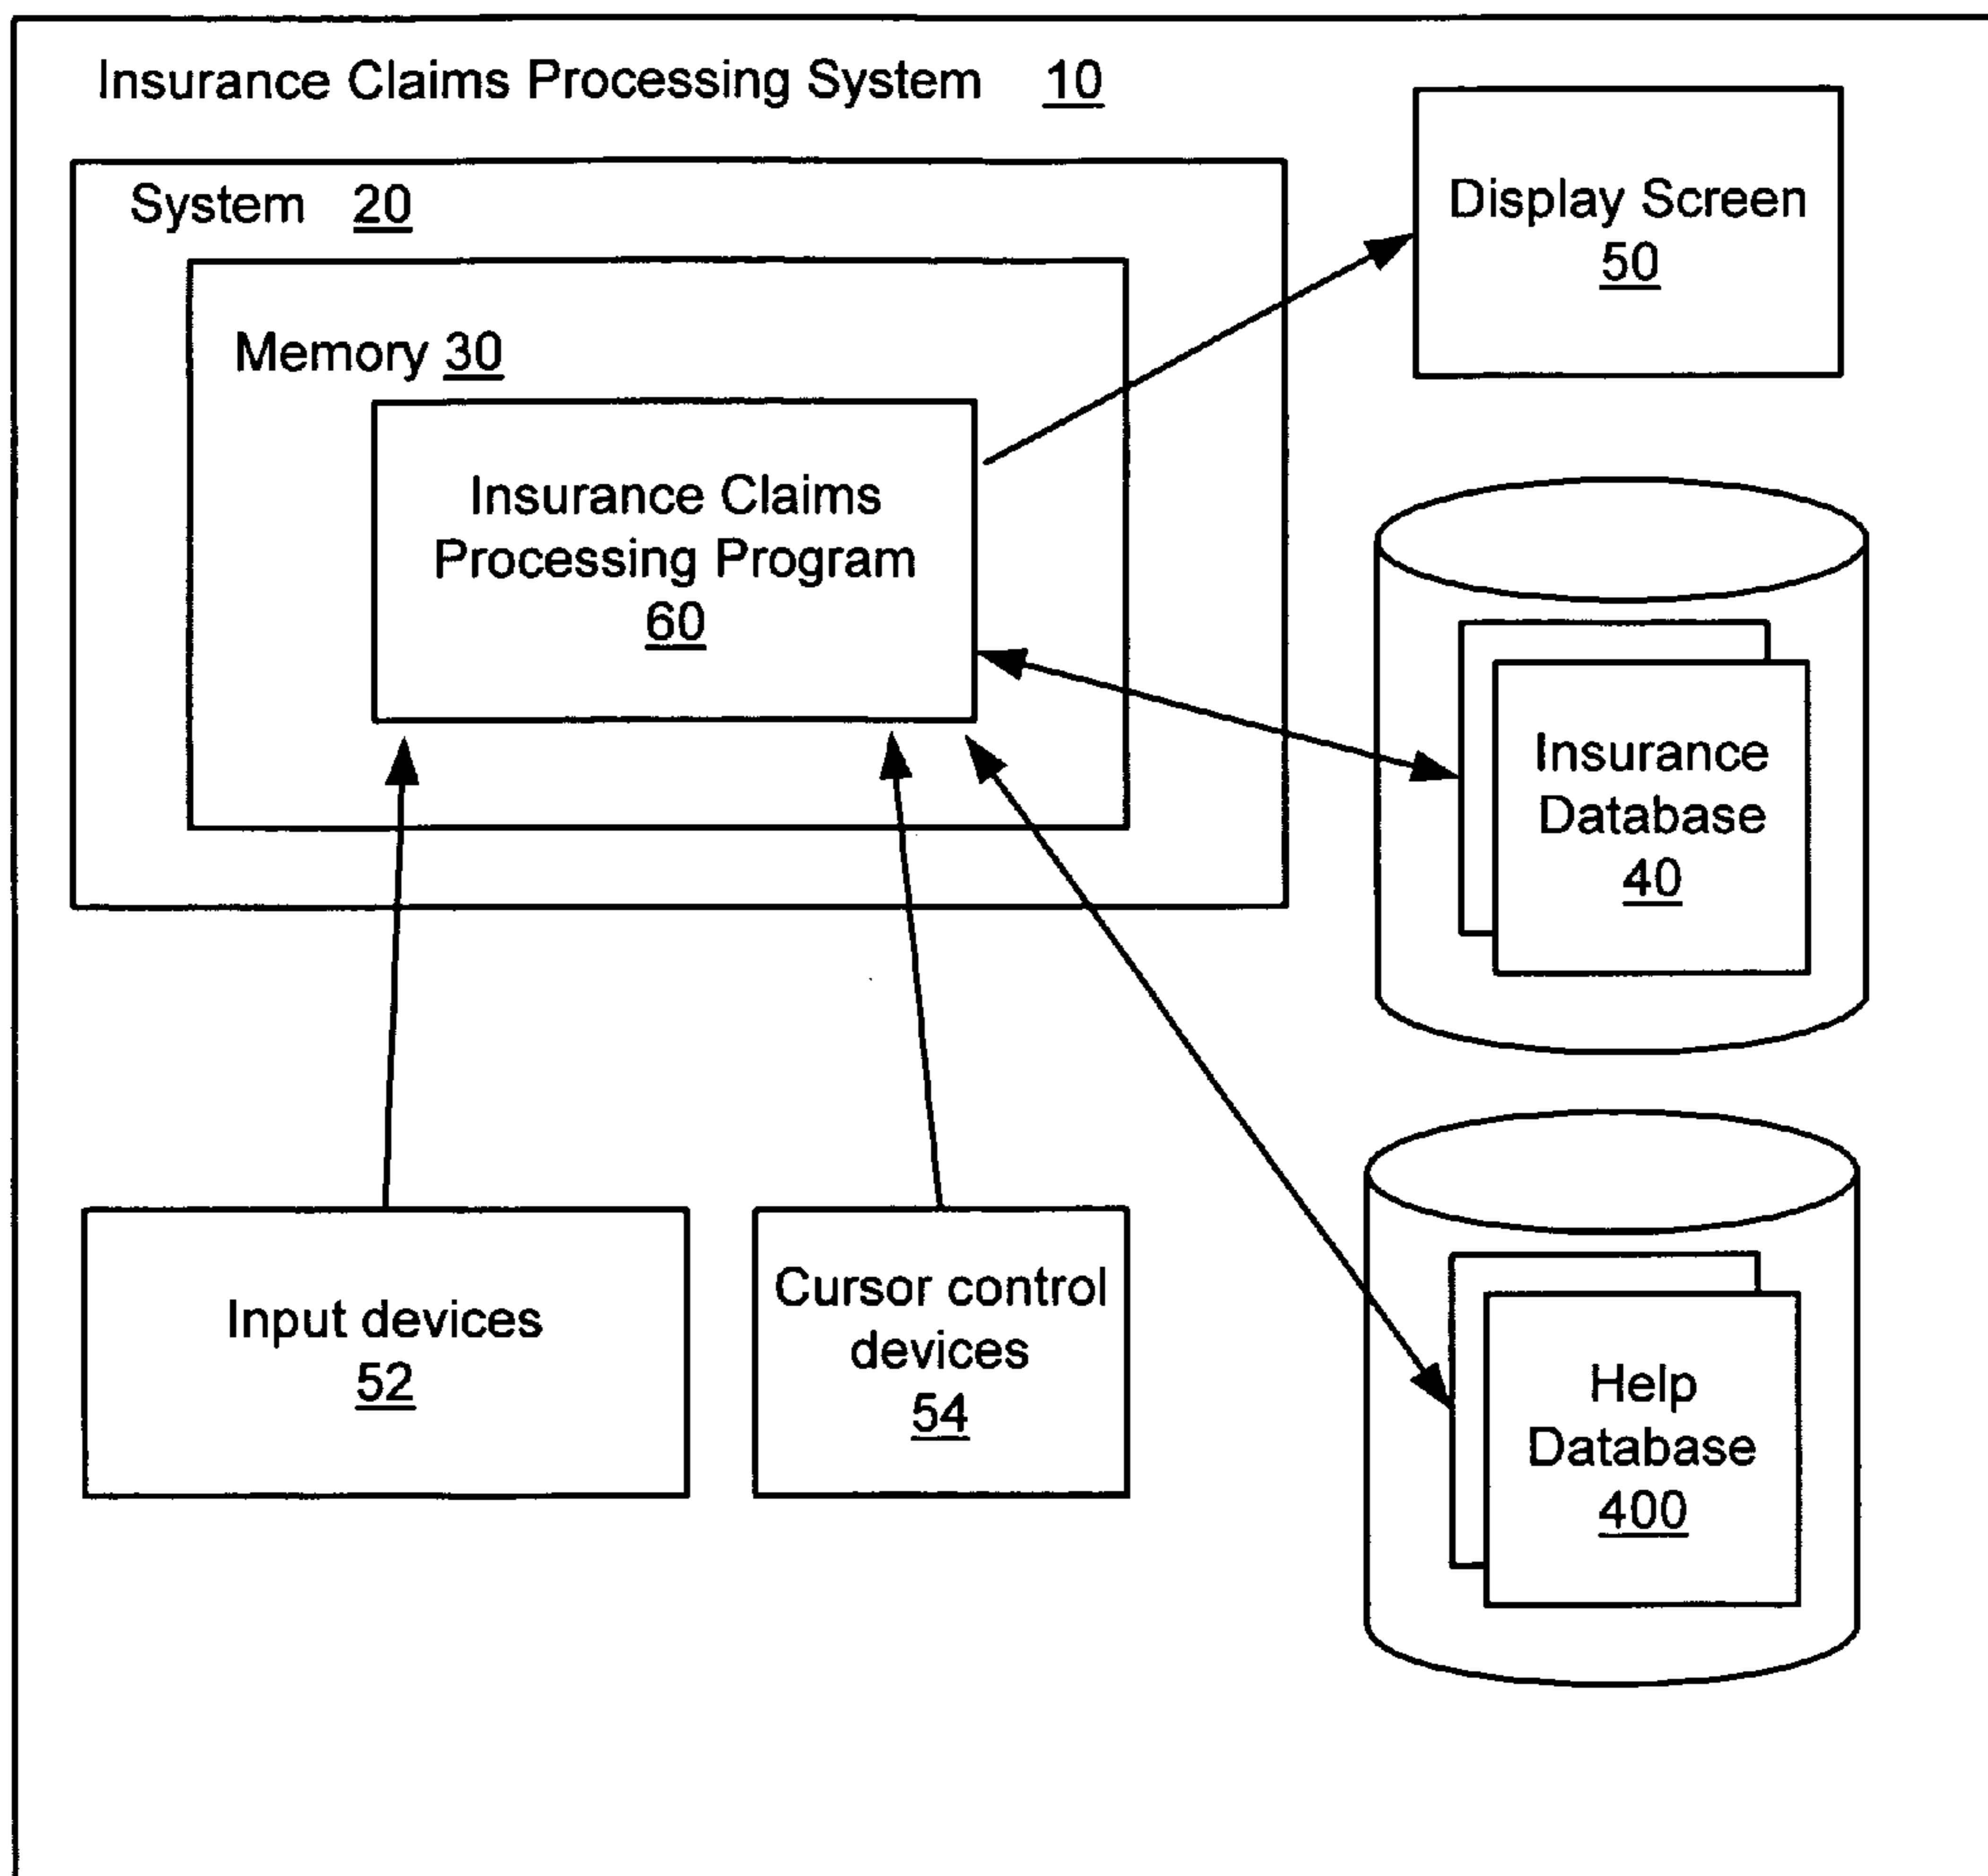 Insurance Claims Processing System 10
System 20
Display Screen
50
Memory 30
Insurance Claims
Processing Program
60
Insurance
Database
40
Input devices
52
Cursor control
devices
54
Help
Database
400